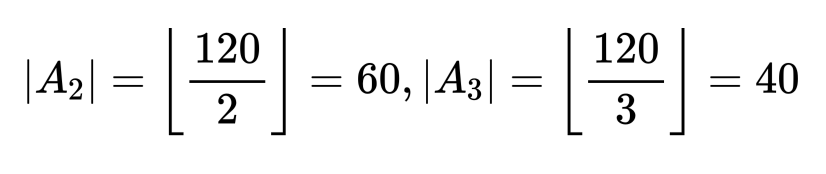 |A₂| = ⌊120/2⌋ = 60, |A₃| = ⌊120/3⌋ = 40